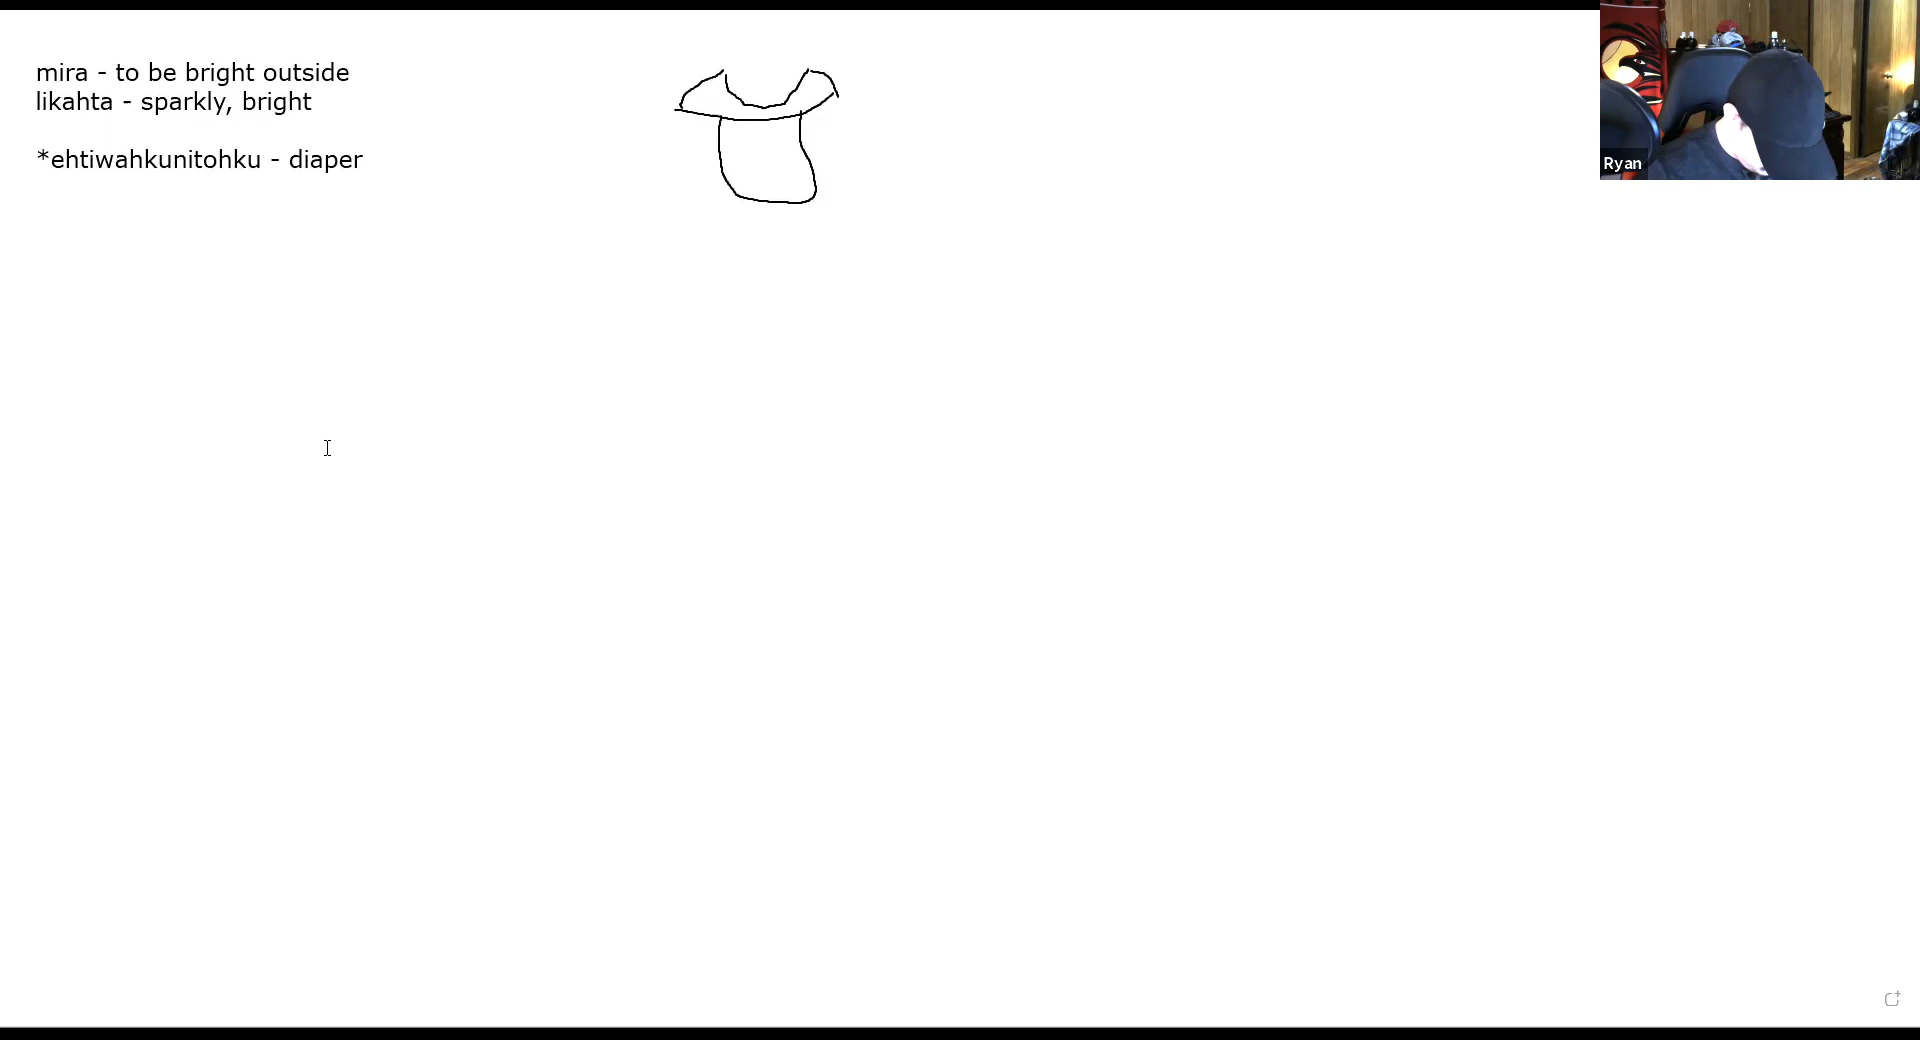 mira - to be bright outside
likahta - sparkly, bright
*ehtiwahkunitohku - diaper
Ryan